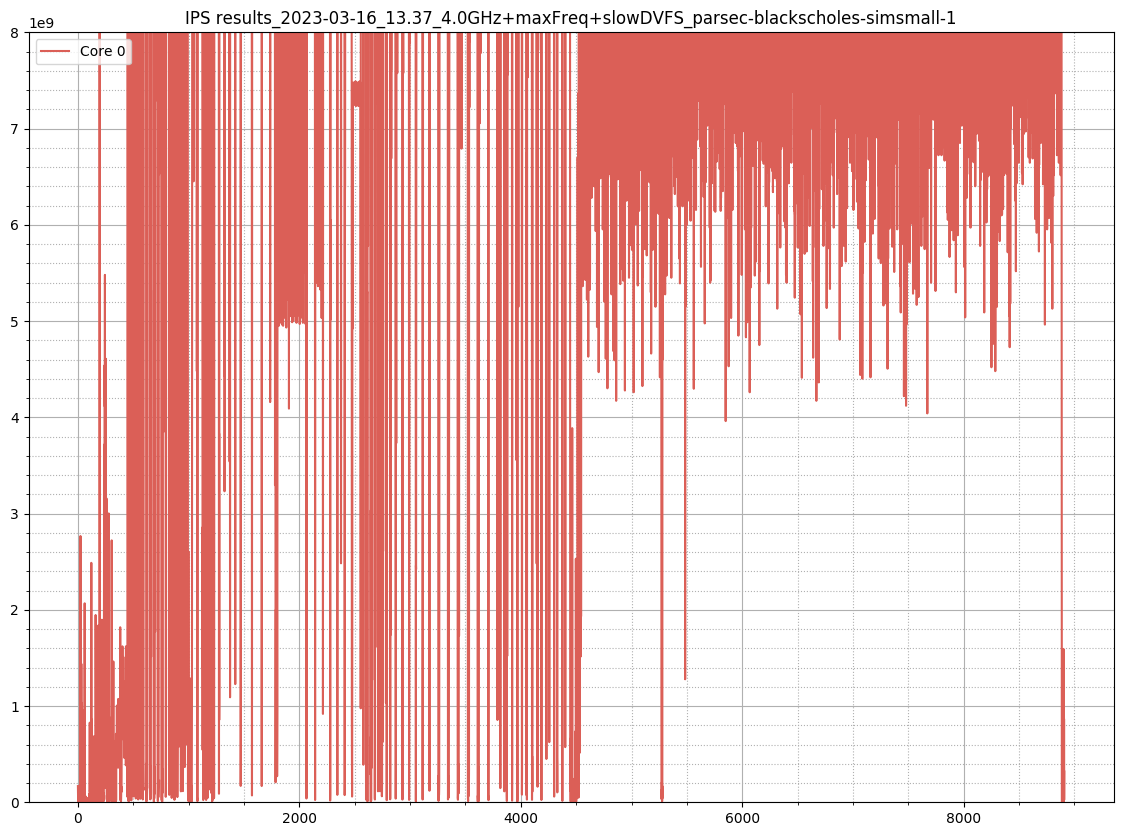 IPS results_2023-03-16_13.37_4.0GHz+maxFreq+slowDVFS_parsec-blackscholes-simsmall-1
1e9
Core 0
8
7
6
5
4
3
2
1
0
0 2000 4000 6000 8000